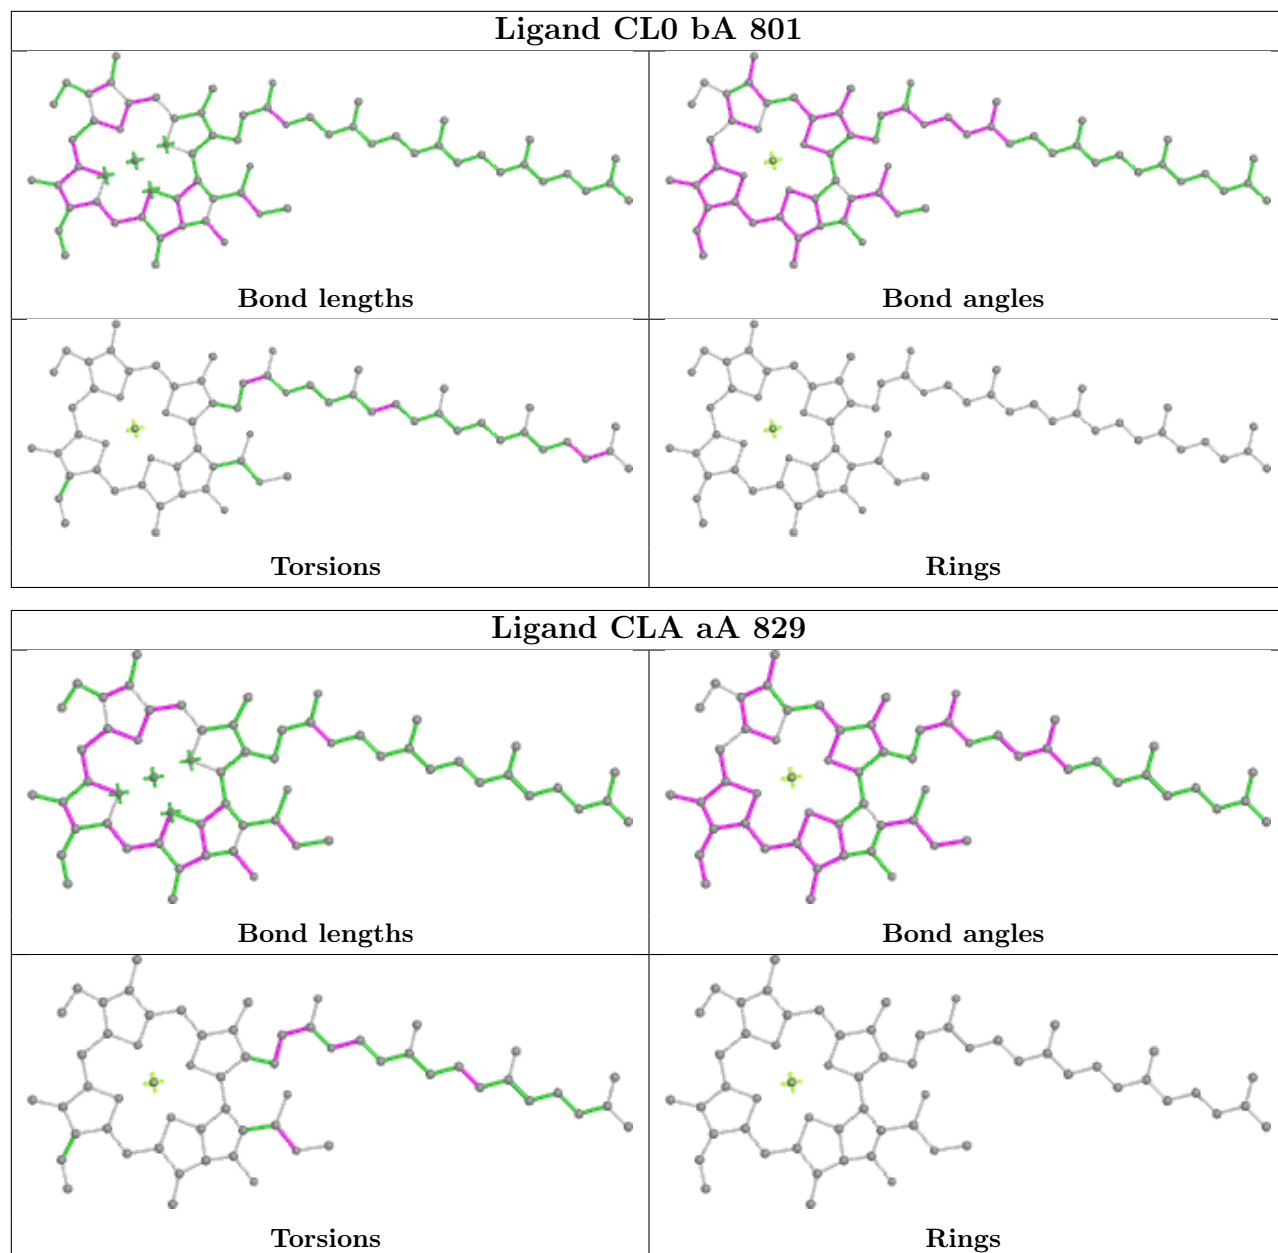 Ligand CL0 bA 801
Bond lengths
Bond angles
Torsions
Rings
Ligand CLA aA 829
Bond lengths
Bond angles
Torsions
Rings